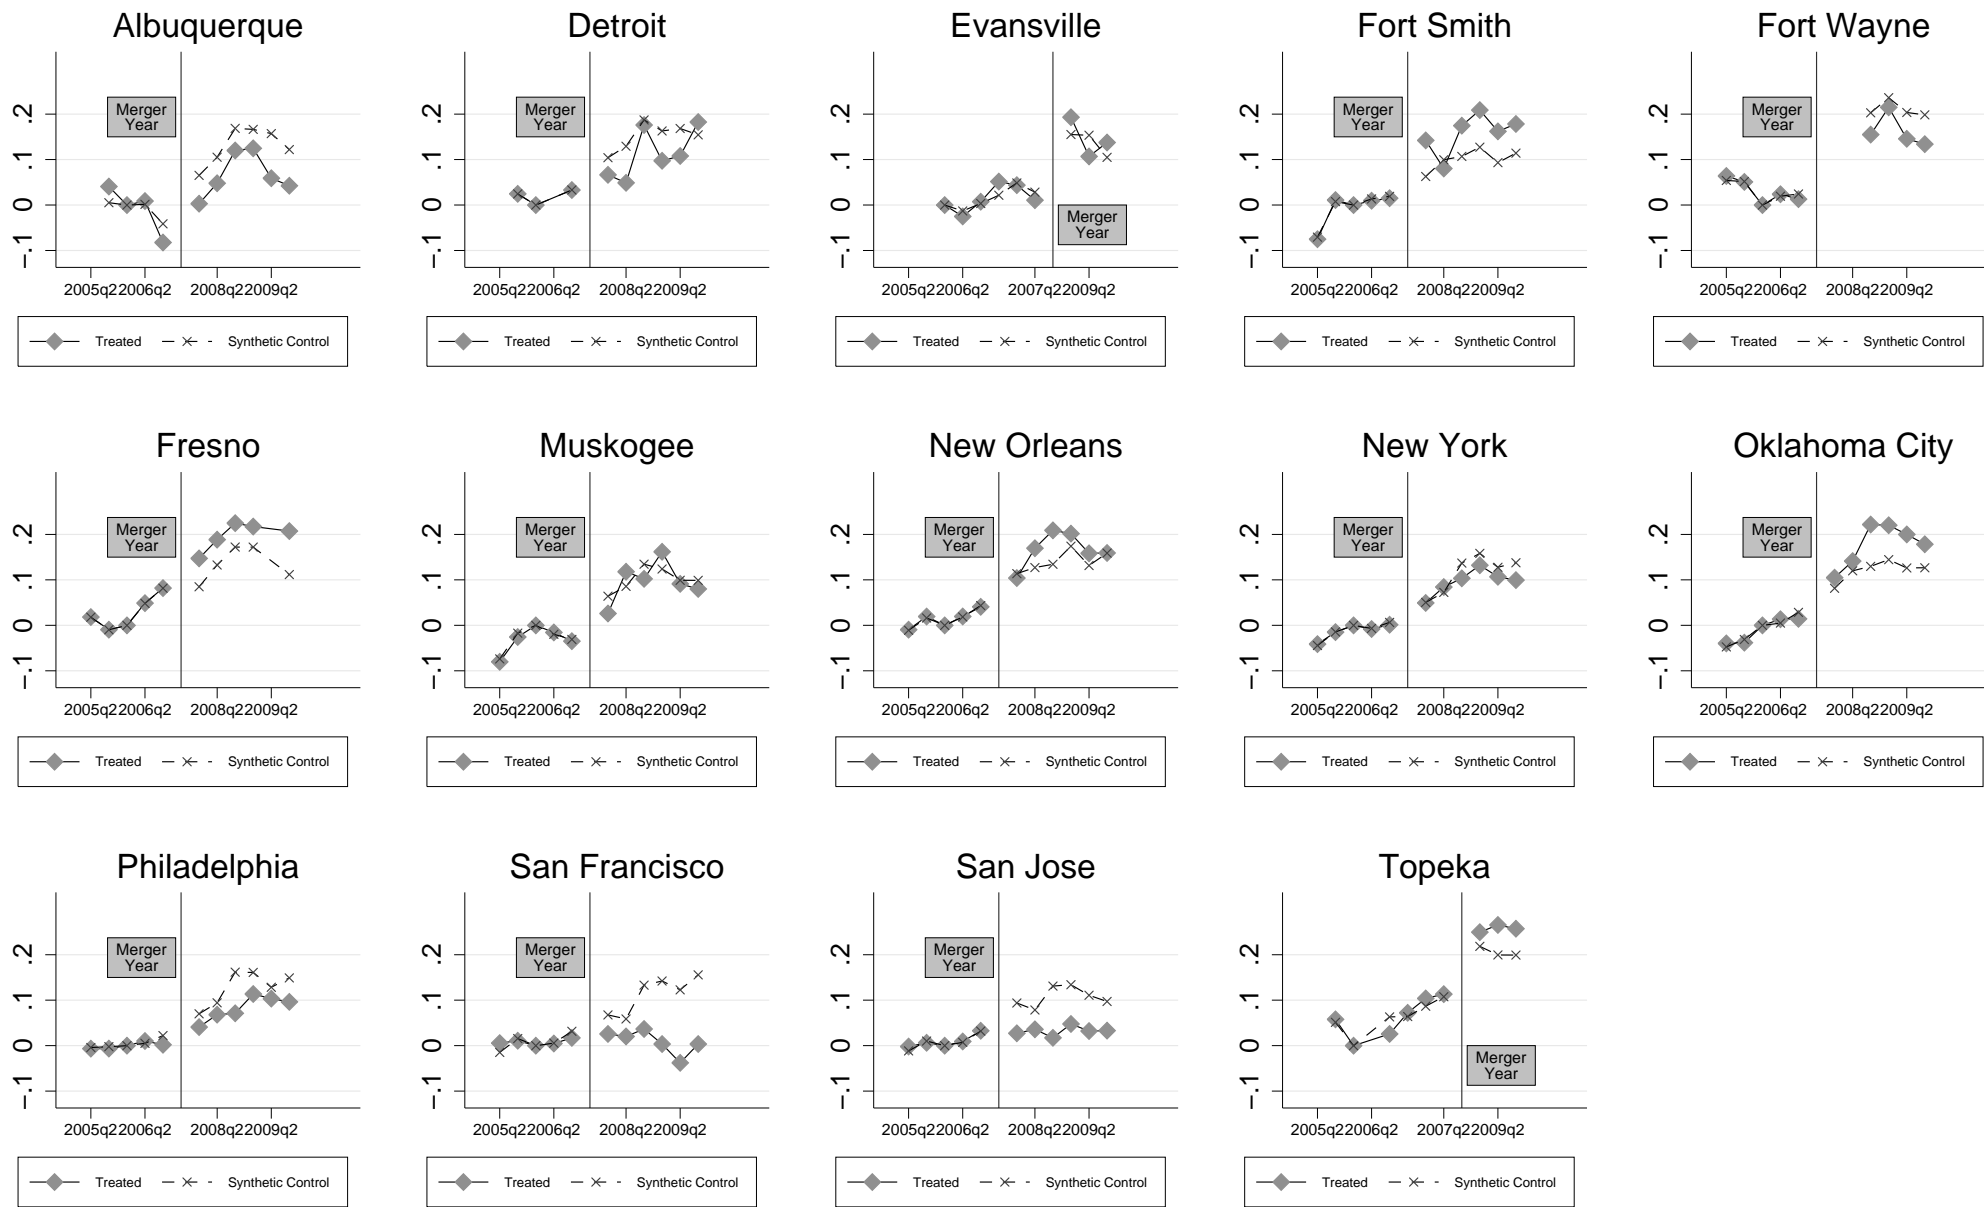 Albuquerque
Detroit
Evansville
Fort Smith
Fort Wayne
.2
.1
0
−.1
Merger
Year
2005q2 2006q2 2008q2 2009q2
Treated
Synthetic Control
.2
.1
0
−.1
Merger
Year
2005q2 2006q2 2008q2 2009q2
Treated
Synthetic Control
.2
.1
0
−.1
Merger
Year
2005q2 2006q2 2007q2 2009q2
Treated
Synthetic Control
.2
.1
0
−.1
Merger
Year
2005q2 2006q2 2008q2 2009q2
Treated
Synthetic Control
.2
.1
0
−.1
Merger
Year
2005q2 2006q2 2008q2 2009q2
Treated
Synthetic Control
Fresno
Muskogee
New Orleans
New York
Oklahoma City
.2
.1
0
−.1
Merger
Year
2005q2 2006q2 2008q2 2009q2
Treated
Synthetic Control
.2
.1
0
−.1
Merger
Year
2005q2 2006q2 2008q2 2009q2
Treated
Synthetic Control
.2
.1
0
−.1
Merger
Year
2005q2 2006q2 2008q2 2009q2
Treated
Synthetic Control
.2
.1
0
−.1
Merger
Year
2005q2 2006q2 2008q2 2009q2
Treated
Synthetic Control
.2
.1
0
−.1
Merger
Year
2005q2 2006q2 2008q2 2009q2
Treated
Synthetic Control
Philadelphia
San Francisco
San Jose
Topeka
.2
.1
0
−.1
Merger
Year
2005q2 2006q2 2008q2 2009q2
Treated
Synthetic Control
.2
.1
0
−.1
Merger
Year
2005q2 2006q2 2008q2 2009q2
Treated
Synthetic Control
.2
.1
0
−.1
Merger
Year
2005q2 2006q2 2008q2 2009q2
Treated
Synthetic Control
.2
.1
0
−.1
Merger
Year
2005q2 2006q2 2007q2 2009q2
Treated
Synthetic Control